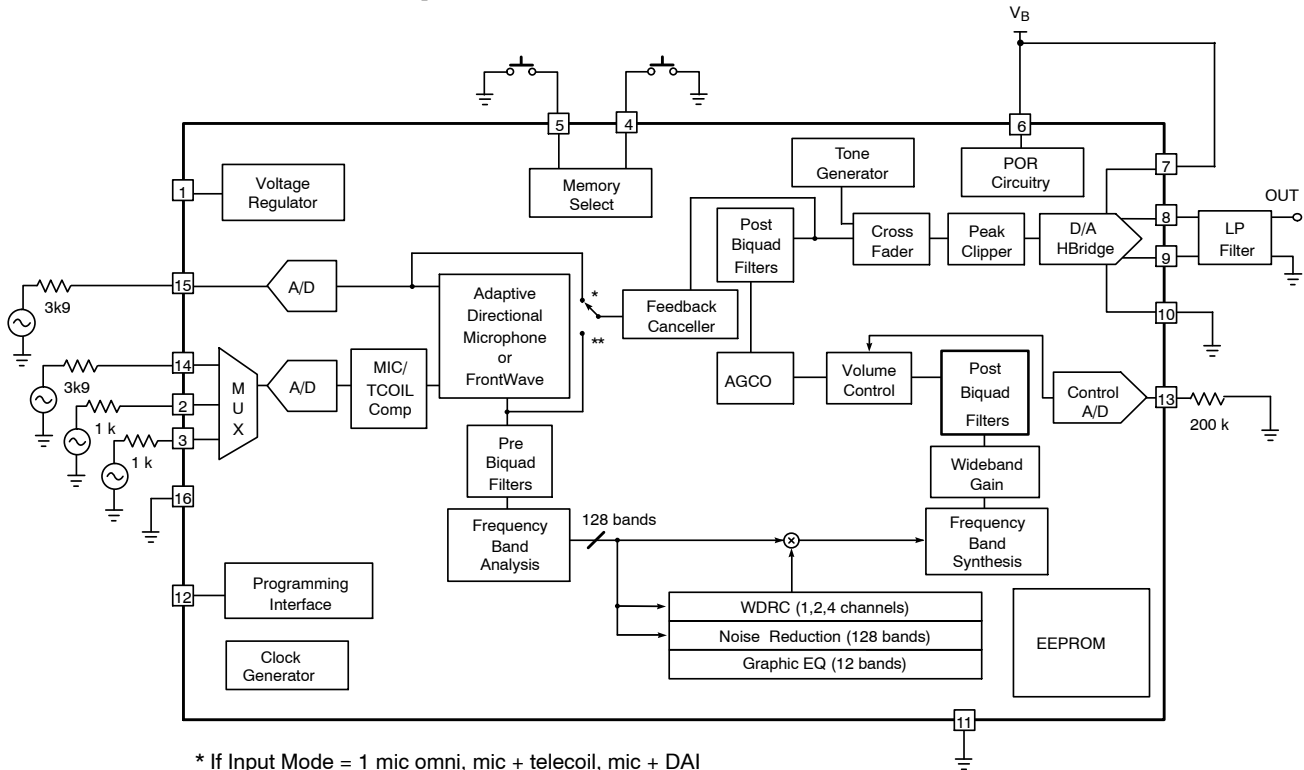 VB
5
4
6
1
Voltage
Regulator
Memory
Select
Tone
Generator
POR
Circuitry
7
8
9
10
OUT
15
3k9
A/D
Adaptive
Directional
Microphone
or
FrontWave
*
**
Feedback
Canceller
Post
Biquad
Filters
Cross
Fader
Peak
Clipper
D/A
HBridge
LP
Filter
14
3k9
2
1 k
3
1 k
M
U
X
A/D
MIC/
TCOIL
Comp
AGCO
Volume
Control
Post
Biquad
Filters
Control
A/D
13
200 k
16
Pre
Biquad
Filters
Wideband
Gain
Frequency
Band
Analysis
128 bands
Frequency
Band
Synthesis
12
Programming
Interface
WDRC (1,2,4 channels)
Noise Reduction (128 bands)
Graphic EQ (12 bands)
EEPROM
Clock
Generator
11
* If Input Mode = 1 mic omni, mic + telecoil, mic + DAI